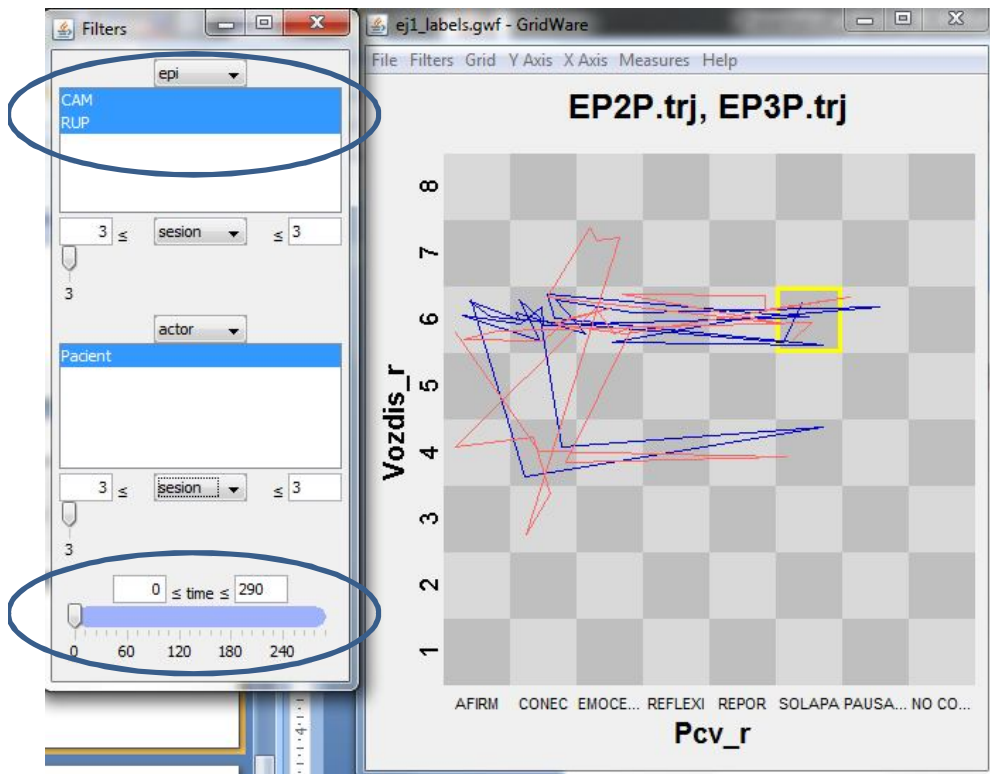 Filters
epi
CAM
RUP
3 ≤ sesion ≤ 3
3
actor
Pacient
3 ≤ sesion ≤ 3
3
0 ≤ time ≤ 290
0 60 120 180 240
ej1_labels.gwf - GridWare
File Filters Grid Y Axis X Axis Measures Help
EP2P.trj, EP3P.trj
Vozdis_r
8
7
6
5
4
3
2
1
AFIRM CONEC EMOCE... REFLEXI REPOR SOLAPA PAUSA... NO CO...
Pcv_r
4